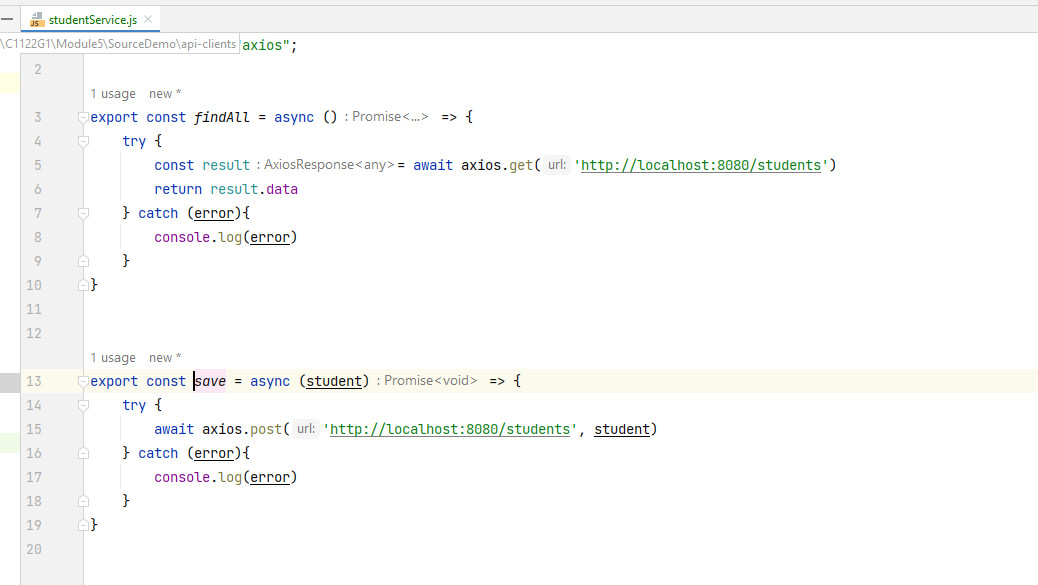 studentService.js
\C1122G1\Module5\SourceDemo\api-clients "axios";
2
1 usage new *
3 export const findAll = async () : Promise<...> => {
4 try {
5 const result : AxiosResponse<any> = await axios.get( url: 'http://localhost:8080/students')
6 return result.data
7 } catch (error){
8 console.log(error)
9 }
10 }
11
12
1 usage new *
13 export const save = async (student) : Promise<void> => {
14 try {
15 await axios.post( url: 'http://localhost:8080/students', student)
16 } catch (error){
17 console.log(error)
18 }
19 }
20